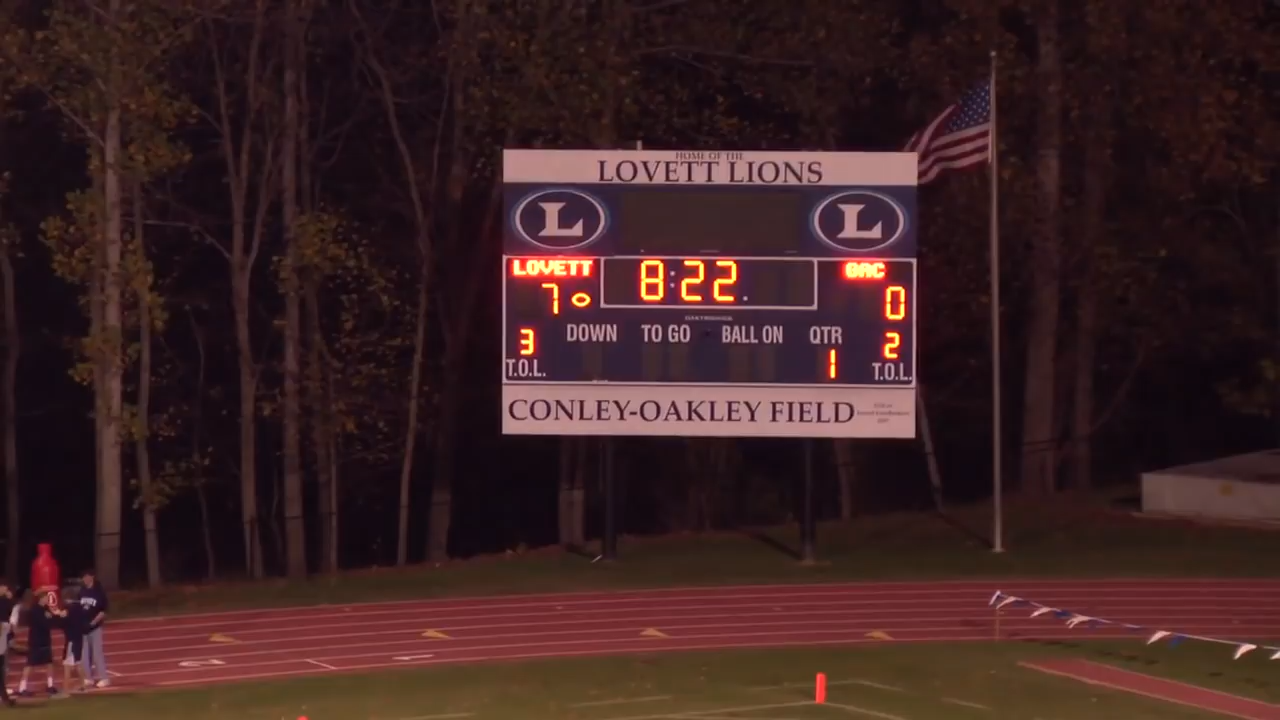 HOME OF THE
LOVETT LIONS
L L
LOVETT 8:22 GAC
7 0
DAKTRONICS
3 DOWN TO GO BALL ON QTR 2
T.O.L. 1 T.O.L.
CONLEY-OAKLEY FIELD